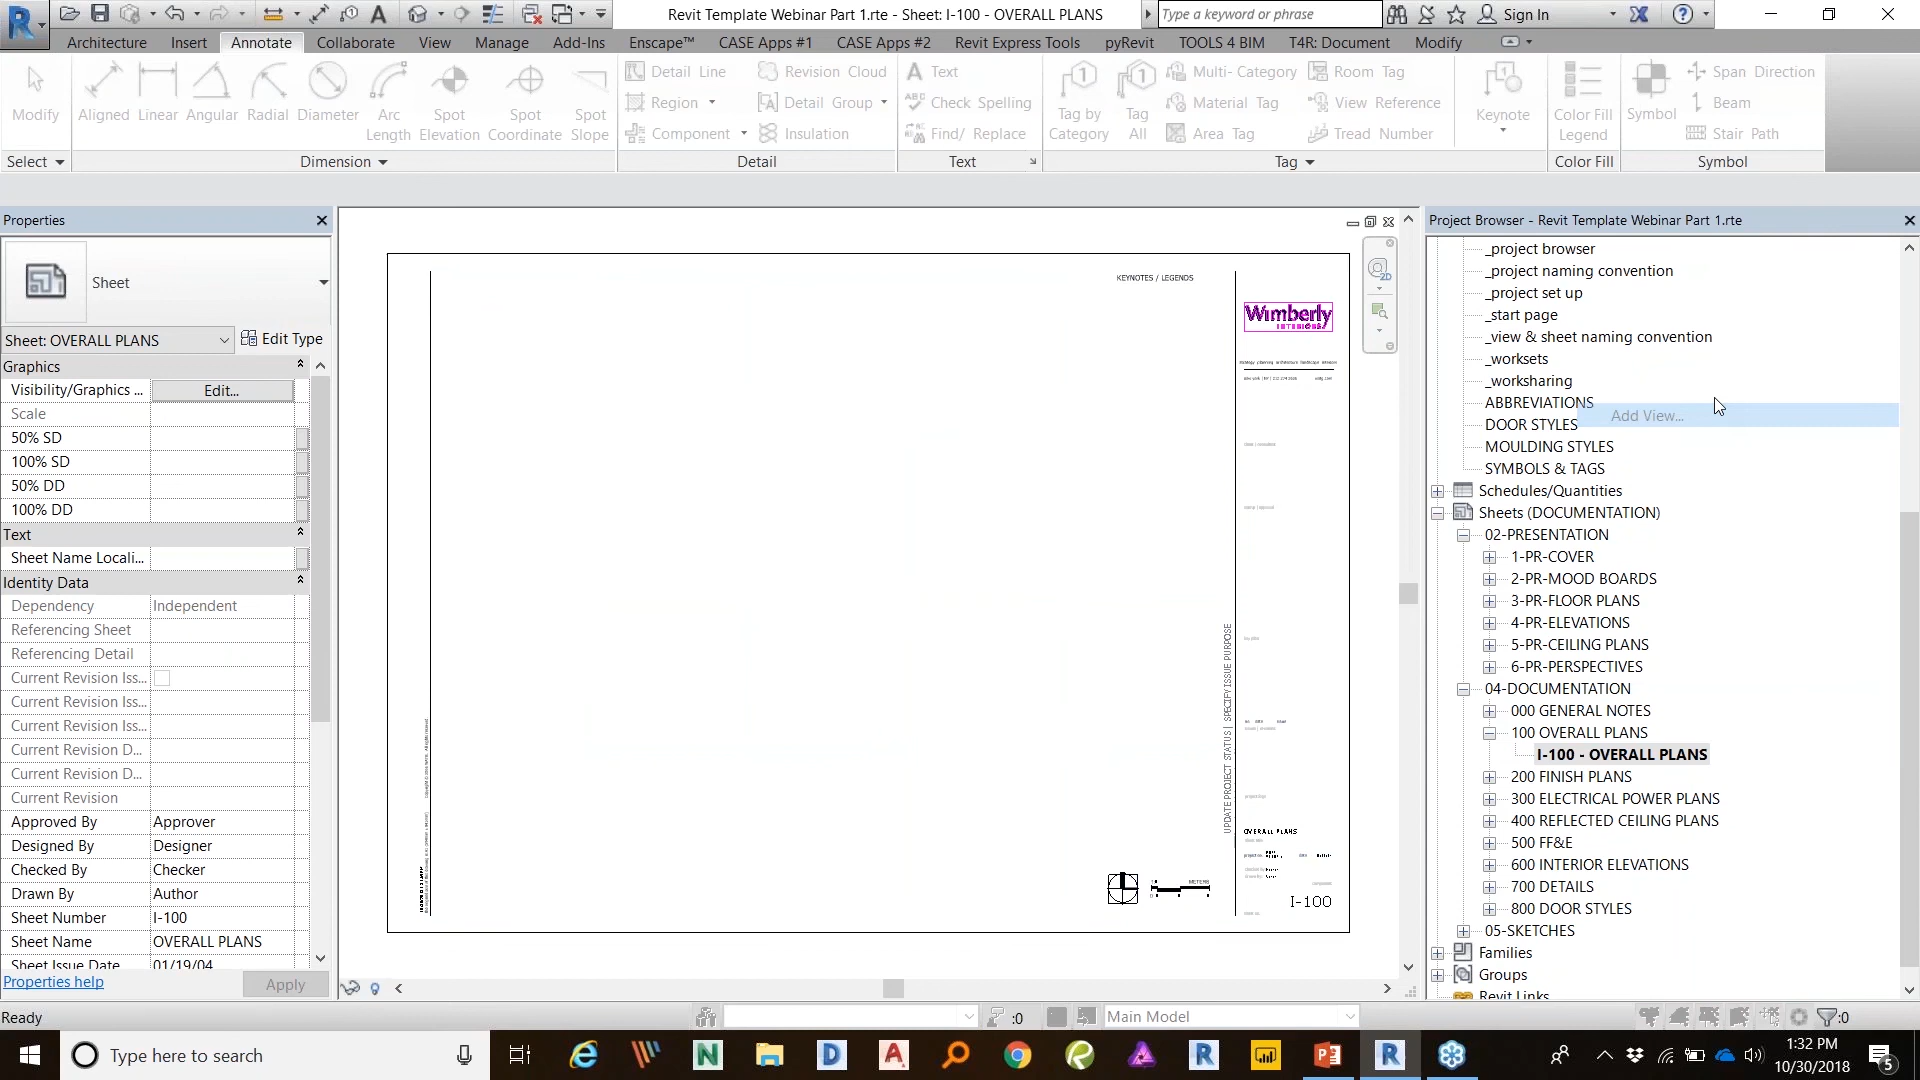 Revit Template Webinar Part 1.rte - Sheet: I-100 - OVERALL PLANS
Type a keyword or phrase
Sign In
Architecture Insert Annotate Collaborate View Manage Add-Ins Enscape™ CASE Apps #1 CASE Apps #2 Revit Express Tools pyRevit TOOLS 4 BIM T4R: Document Modify
Modify
Aligned Linear Angular Radial Diameter Arc Length Spot Elevation Spot Coordinate Spot Slope
Detail Line
Revision Cloud
Region
Detail Group
Component
Insulation
Text
Check Spelling
Find/ Replace
Tag by Category
Tag All
Multi- Category
Room Tag
Material Tag
View Reference
Area Tag
Tread Number
Keynote
Color Fill Legend
Symbol
Span Direction
Beam
Stair Path
Select Dimension Detail Text Tag Color Fill Symbol
Properties
Sheet
Sheet: OVERALL PLANS
Edit Type
Graphics
Visibility/Graphics ... Edit...
Scale
50% SD
100% SD
50% DD
100% DD
Text
Sheet Name Locali...
Identity Data
Dependency Independent
Referencing Sheet
Referencing Detail
Current Revision Iss...
Current Revision Iss...
Current Revision Iss...
Current Revision D...
Current Revision D...
Current Revision
Approved By Approver
Designed By Designer
Checked By Checker
Drawn By Author
Sheet Number I-100
Sheet Name OVERALL PLANS
Sheet Issue Date 01/19/04
Properties help
Apply
KEYNOTES / LEGENDS
Wimberly
INTERIORS
UPDATE PROJECT STATUS | SPECIFY ISSUE PURPOSE
OVERALL PLANS
METERS
I-100
2D
Project Browser - Revit Template Webinar Part 1.rte
_project browser
_project naming convention
_project set up
_start page
_view & sheet naming convention
_worksets
_worksharing
ABBREVIATIONS
Add View...
DOOR STYLES
MOULDING STYLES
SYMBOLS & TAGS
Schedules/Quantities
Sheets (DOCUMENTATION)
02-PRESENTATION
1-PR-COVER
2-PR-MOOD BOARDS
3-PR-FLOOR PLANS
4-PR-ELEVATIONS
5-PR-CEILING PLANS
6-PR-PERSPECTIVES
04-DOCUMENTATION
000 GENERAL NOTES
100 OVERALL PLANS
I-100 - OVERALL PLANS
200 FINISH PLANS
300 ELECTRICAL POWER PLANS
400 REFLECTED CEILING PLANS
500 FF&E
600 INTERIOR ELEVATIONS
700 DETAILS
800 DOOR STYLES
05-SKETCHES
Families
Groups
Revit Links
Ready
:0
Main Model
:0
Type here to search
1:32 PM
10/30/2018
5